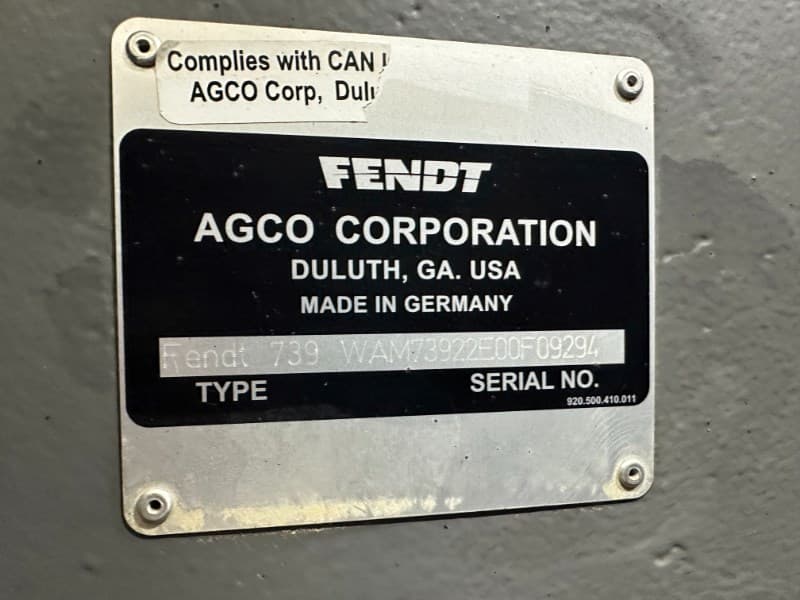 Complies with CAN
AGCO Corp, Dulu
FENDT
AGCO CORPORATION
DULUTH, GA. USA
MADE IN GERMANY
Fendt 739 WAM73922E00F09294
TYPE SERIAL NO.
920.500.410.011